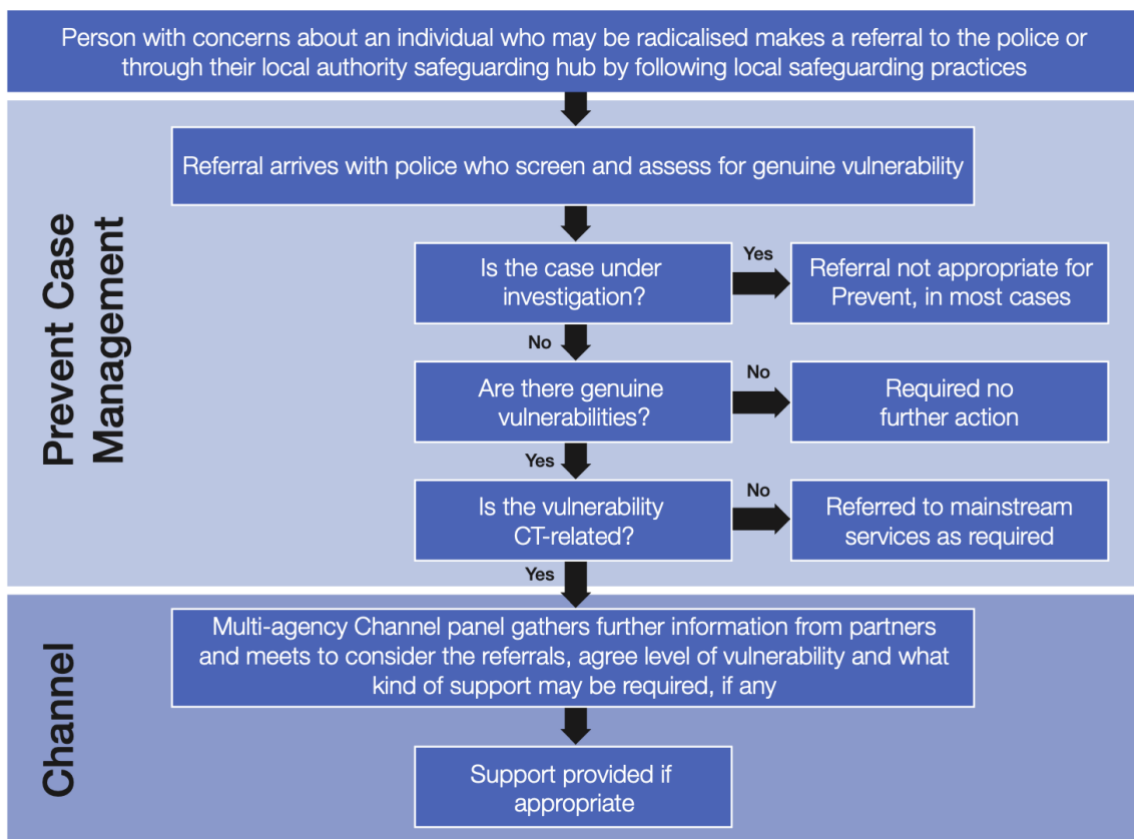 Person with concerns about an individual who may be radicalised makes a referral to the police or
through their local authority safeguarding hub by following local safeguarding practices
Prevent Case
Management
Referral arrives with police who screen and assess for genuine vulnerability
Is the case under
investigation?
Yes
Referral not appropriate for
Prevent, in most cases
No
Are there genuine
vulnerabilities?
No
Required no
further action
Yes
Is the vulnerability
CT-related?
No
Referred to mainstream
services as required
Yes
Channel
Multi-agency Channel panel gathers further information from partners
and meets to consider the referrals, agree level of vulnerability and what
kind of support may be required, if any
Support provided if
appropriate